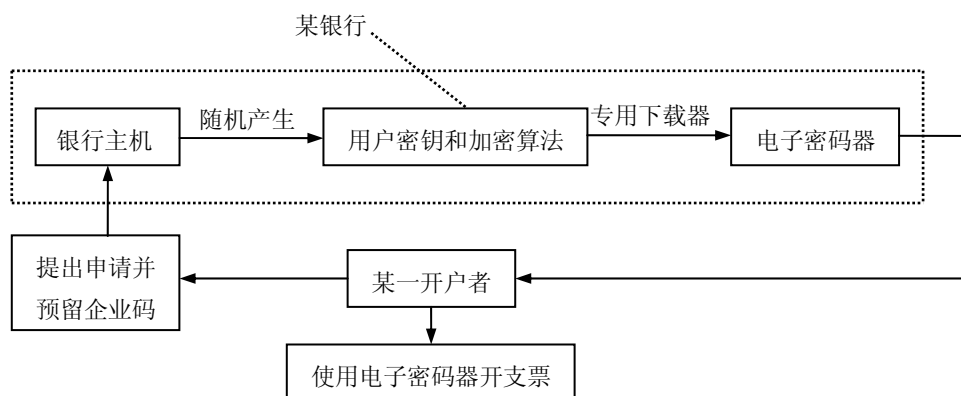 某银行
银行主机
随机产生
用户密钥和加密算法
专用下载器
电子密码器
提出申请并
预留企业码
某一开户者
使用电子密码器开支票